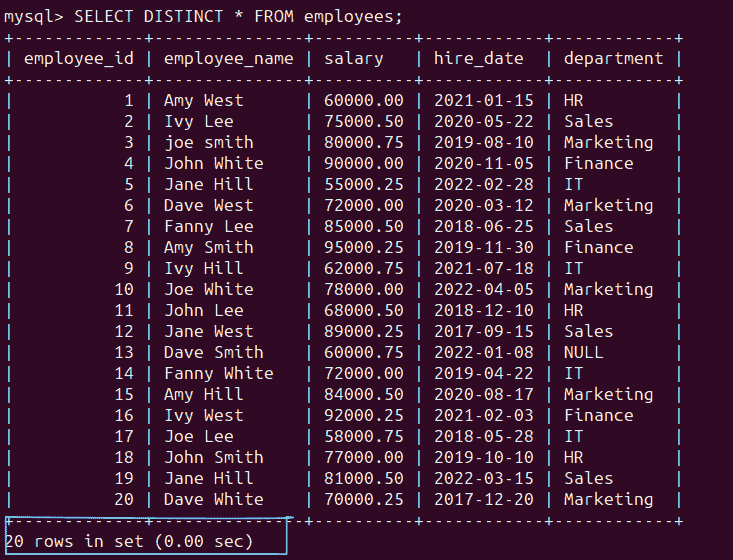 mysql> SELECT DISTINCT * FROM employees;
+-------------+---------------+----------+------------+------------+
| employee_id | employee_name | salary   | hire_date  | department |
+-------------+---------------+----------+------------+------------+
|           1 | Amy West      | 60000.00 | 2021-01-15 | HR         |
|           2 | Ivy Lee       | 75000.50 | 2020-05-22 | Sales      |
|           3 | joe smith     | 80000.75 | 2019-08-10 | Marketing  |
|           4 | John White    | 90000.00 | 2020-11-05 | Finance    |
|           5 | Jane Hill     | 55000.25 | 2022-02-28 | IT         |
|           6 | Dave West     | 72000.00 | 2020-03-12 | Marketing  |
|           7 | Fanny Lee     | 85000.50 | 2018-06-25 | Sales      |
|           8 | Amy Smith     | 95000.25 | 2019-11-30 | Finance    |
|           9 | Ivy Hill      | 62000.75 | 2021-07-18 | IT         |
|          10 | Joe White     | 78000.00 | 2022-04-05 | Marketing  |
|          11 | John Lee      | 68000.50 | 2018-12-10 | HR         |
|          12 | Jane West     | 89000.25 | 2017-09-15 | Sales      |
|          13 | Dave Smith    | 60000.75 | 2022-01-08 | NULL       |
|          14 | Fanny White   | 72000.00 | 2019-04-22 | IT         |
|          15 | Amy Hill      | 84000.50 | 2020-08-17 | Marketing  |
|          16 | Ivy West      | 92000.25 | 2021-02-03 | Finance    |
|          17 | Joe Lee       | 58000.75 | 2018-05-28 | IT         |
|          18 | John Smith    | 77000.00 | 2019-10-10 | HR         |
|          19 | Jane Hill     | 81000.50 | 2022-03-15 | Sales      |
|          20 | Dave White    | 70000.25 | 2017-12-20 | Marketing  |
+-------------+---------------+----------+------------+------------+
20 rows in set (0.00 sec)